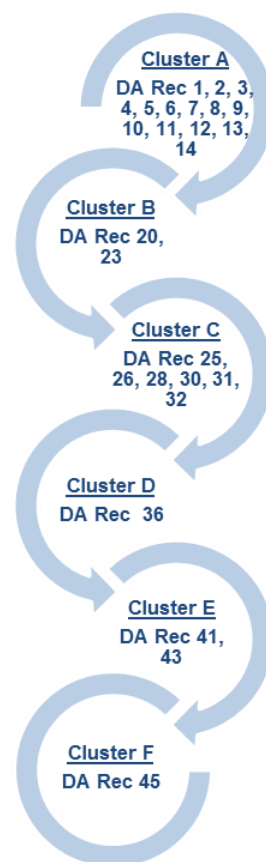 Cluster A
DA Rec 1, 2, 3,
4, 5, 6, 7, 8, 9,
10, 11, 12, 13,
14
Cluster B
DA Rec 20,
23
Cluster C
DA Rec 25,
26, 28, 30, 31,
32
Cluster D
DA Rec 36
Cluster E
DA Rec 41,
43
Cluster F
DA Rec 45